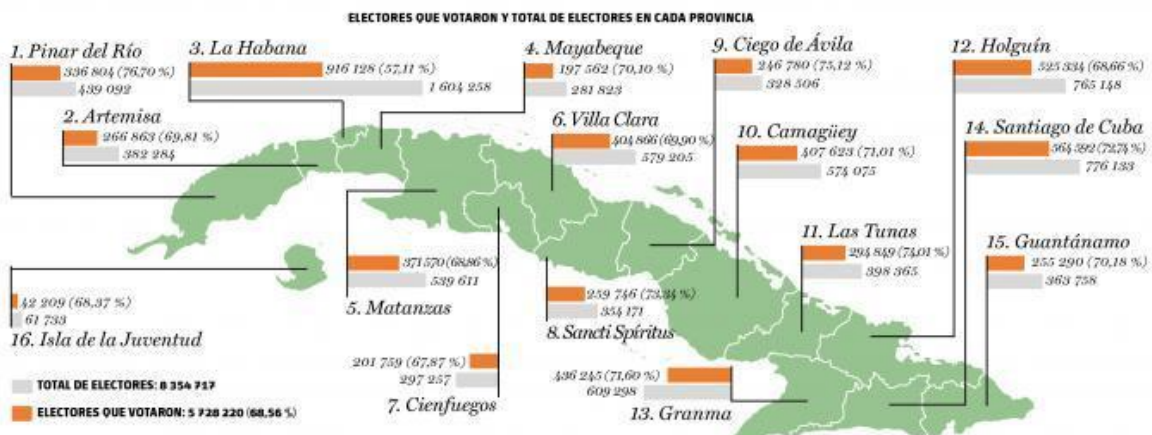 ELECTORES QUE VOTARON Y TOTAL DE ELECTORES EN CADA PROVINCIA
1. Pinar del Río
336 804 (76,70 %)
439 092
2. Artemisa
266 863 (69,81 %)
382 284
3. La Habana
916 128 (57,11 %)
1 604 258
4. Mayabeque
197 562 (70,10 %)
281 823
371 570 (68,86 %)
539 611
5. Matanzas
6. Villa Clara
404 866 (69,90 %)
579 205
201 759 (67,87 %)
297 257
7. Cienfuegos
259 746 (73,34 %)
354 171
8. Sancti Spíritus
9. Ciego de Ávila
246 780 (75,12 %)
328 506
10. Camagüey
407 623 (71,01 %)
574 075
11. Las Tunas
294 849 (74,01 %)
398 365
12. Holguín
525 334 (68,66 %)
765 148
436 245 (71,60 %)
609 298
13. Granma
14. Santiago de Cuba
564 592 (72,74 %)
776 133
15. Guantánamo
255 290 (70,18 %)
363 758
42 209 (68,37 %)
61 733
16. Isla de la Juventud
TOTAL DE ELECTORES: 8 354 717
ELECTORES QUE VOTARON: 5 728 220 (68,56 %)